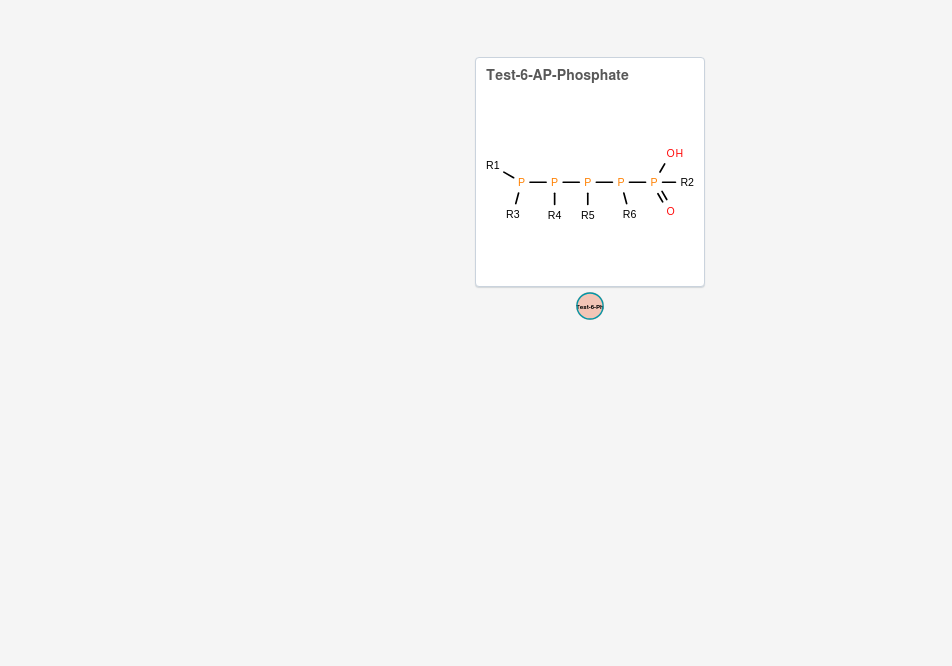 Test-6-AP-Phosphate
OH
R1
P P P P P R2
R3 R4 R5 R6 O
Test-6-Ph